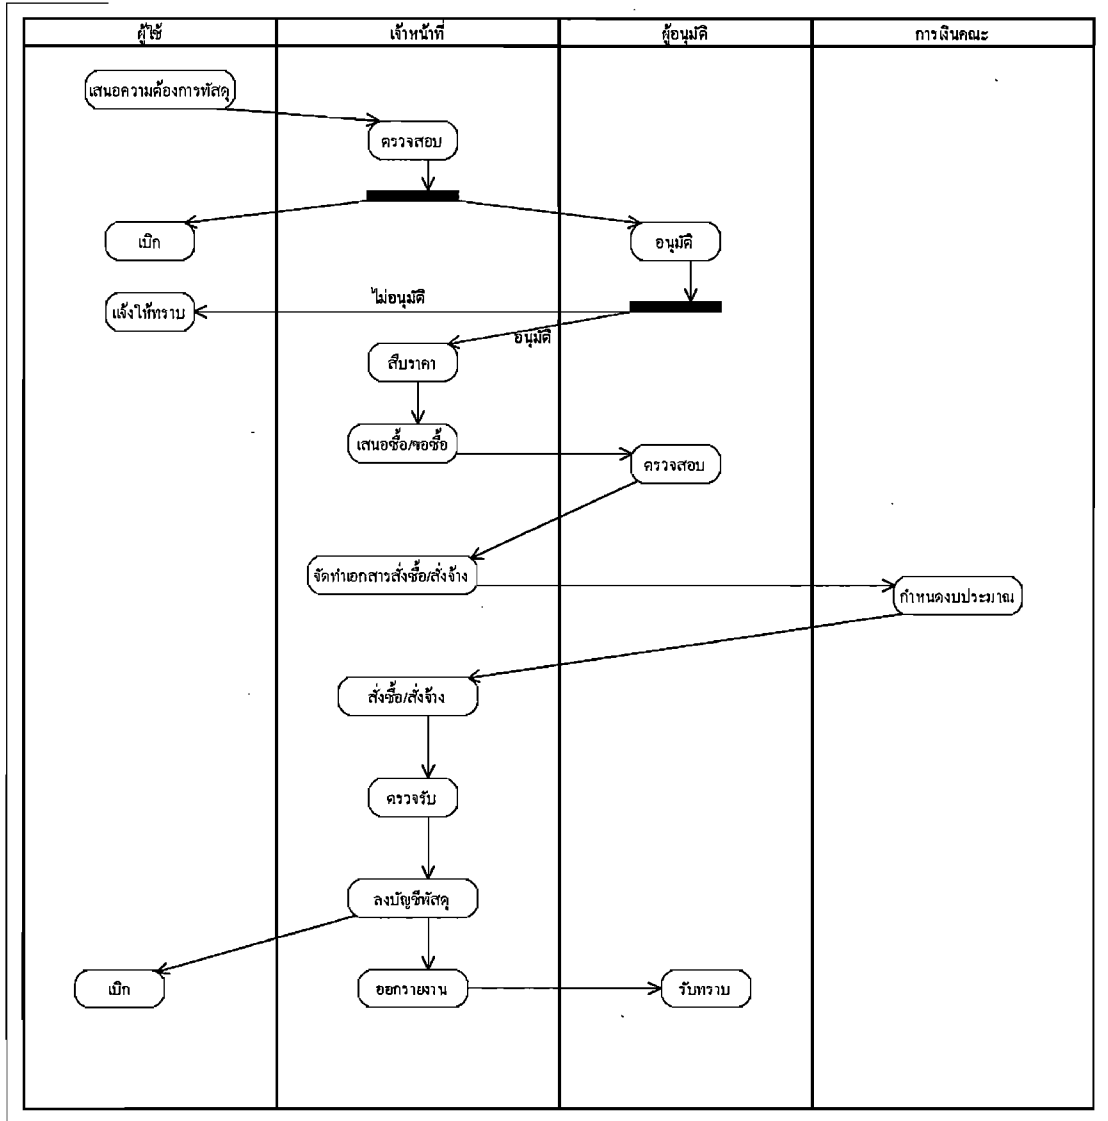 ผู้ใช้
เจ้าหน้าที่
ผู้อนุมัติ
การเงินคณะ
เสนอความต้องการพัสดุ
ตรวจสอบ
เบิก
อนุมัติ
ไม่อนุมัติ
แจ้งให้ทราบ
อนุมัติ
สืบราคา
เสนอซื้อ/ขอซื้อ
ตรวจสอบ
จัดทำเอกสารสั่งซื้อ/สั่งจ้าง
กำหนดงบประมาณ
สั่งซื้อ/สั่งจ้าง
ตรวจรับ
ลงบัญชีพัสดุ
เบิก
ออกรายงาน
รับทราบ